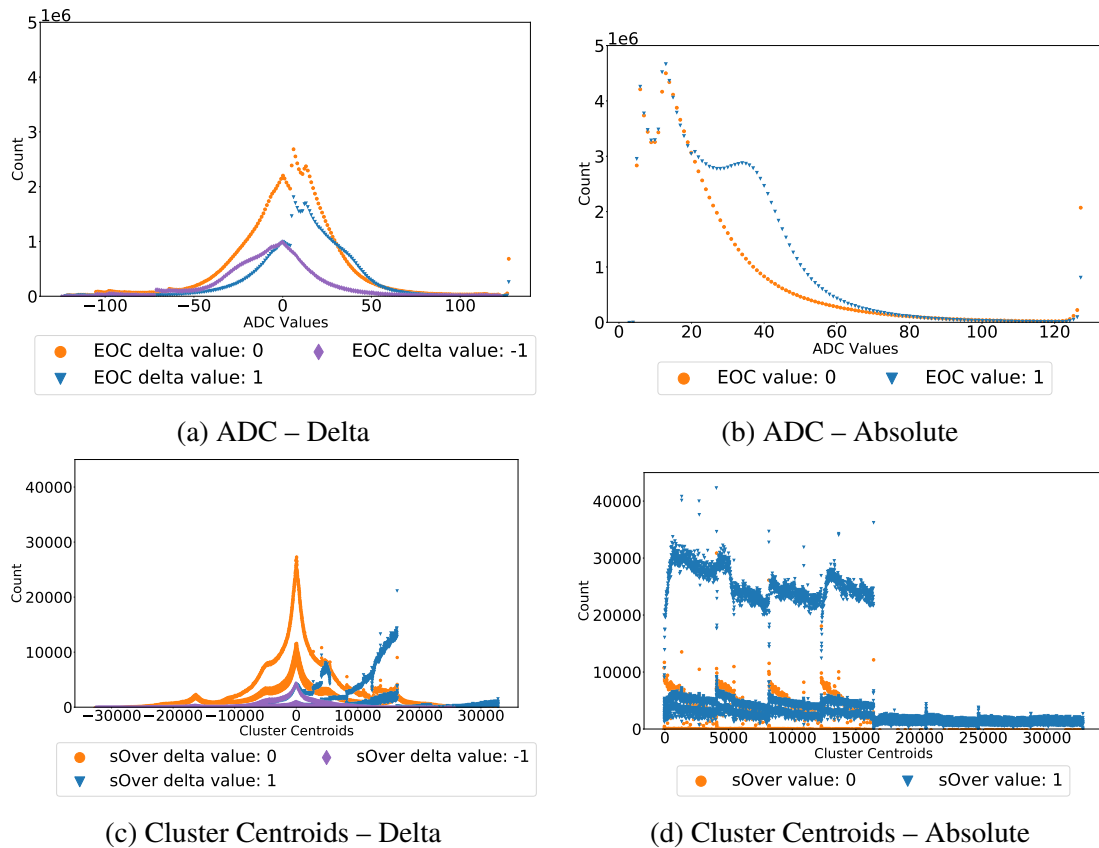 1e6
5
4
3
2
1
0
Count
−100 −50 0 50 100
ADC Values
EOC delta value: 0 EOC delta value: -1
EOC delta value: 1
(a) ADC – Delta
1e6
5
4
3
2
1
0
Count
0 20 40 60 80 100 120
ADC Values
EOC value: 0 EOC value: 1
(b) ADC – Absolute
40000
30000
20000
10000
0
Count
−30000 −20000 −10000 0 10000 20000 30000
Cluster Centroids
sOver delta value: 0 sOver delta value: -1
sOver delta value: 1
(c) Cluster Centroids – Delta
40000
30000
20000
10000
0
Count
0 5000 10000 15000 20000 25000 30000
Cluster Centroids
sOver value: 0 sOver value: 1
(d) Cluster Centroids – Absolute